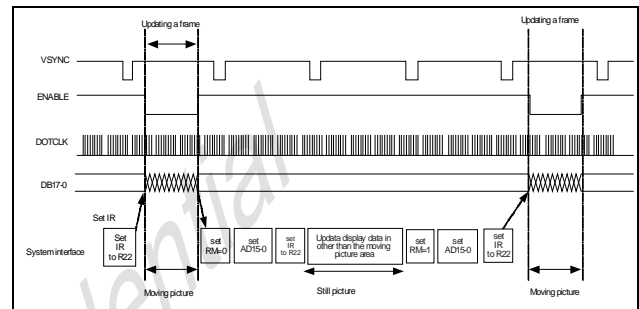 Updating a frame
Updating a frame
VSYNC
ENABLE
DOTCLK
DB17-0
Set IR
System interface
Set
IR
to R22
set
RM=0
set
AD15-0
set
IR
to R22
Updata display data in
other than the moving
picture area
set
RM=1
set
AD15-0
set
IR
to R22
Moving picture
Still picture
Moving picture